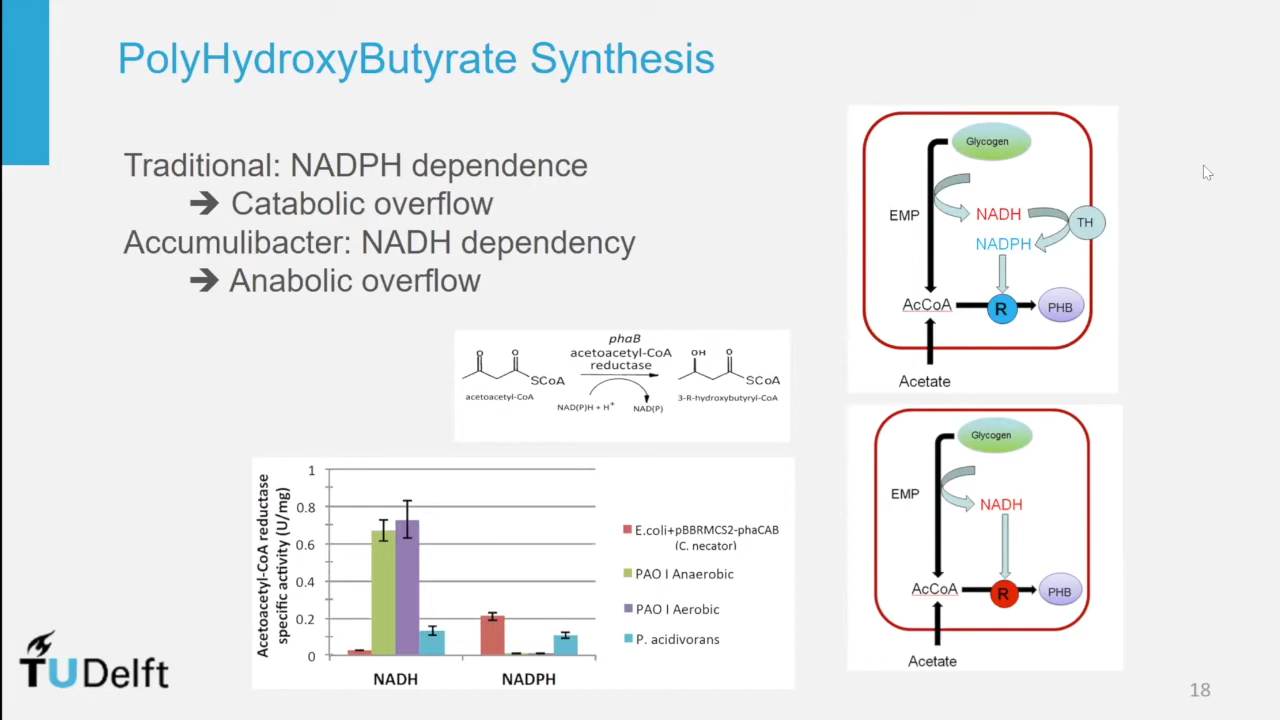 PolyHydroxyButyrate Synthesis
Traditional: NADPH dependence
➔ Catabolic overflow
Accumulibacter: NADH dependency
➔ Anabolic overflow
phaB
acetoacetyl-CoA
reductase
O
O
SCoA
acetoacetyl-CoA
NAD(P)H + H+
NAD(P)
OH
O
SCoA
3-R-hydroxybutyryl-CoA
Acetoacetyl-CoA reductase
specific activity (U/mg)
1
0.8
0.6
0.4
0.2
0
NADH
NADPH
E.coli+pBBRMCS2-phaCAB
(C. necator)
PAO I Anaerobic
PAO I Aerobic
P. acidivorans
Glycogen
EMP
NADH
TH
NADPH
AcCoA
R
PHB
Acetate
Glycogen
EMP
NADH
AcCoA
R
PHB
Acetate
TUDelft
18